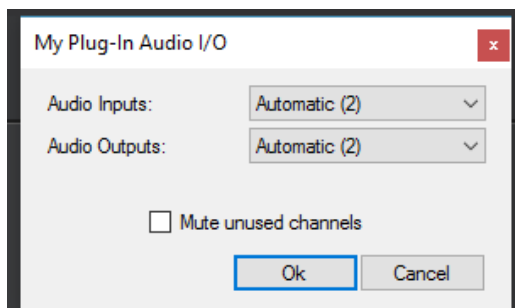 My Plug-In Audio I/O
x
Audio Inputs: Automatic (2)
Audio Outputs: Automatic (2)
Mute unused channels
Ok Cancel